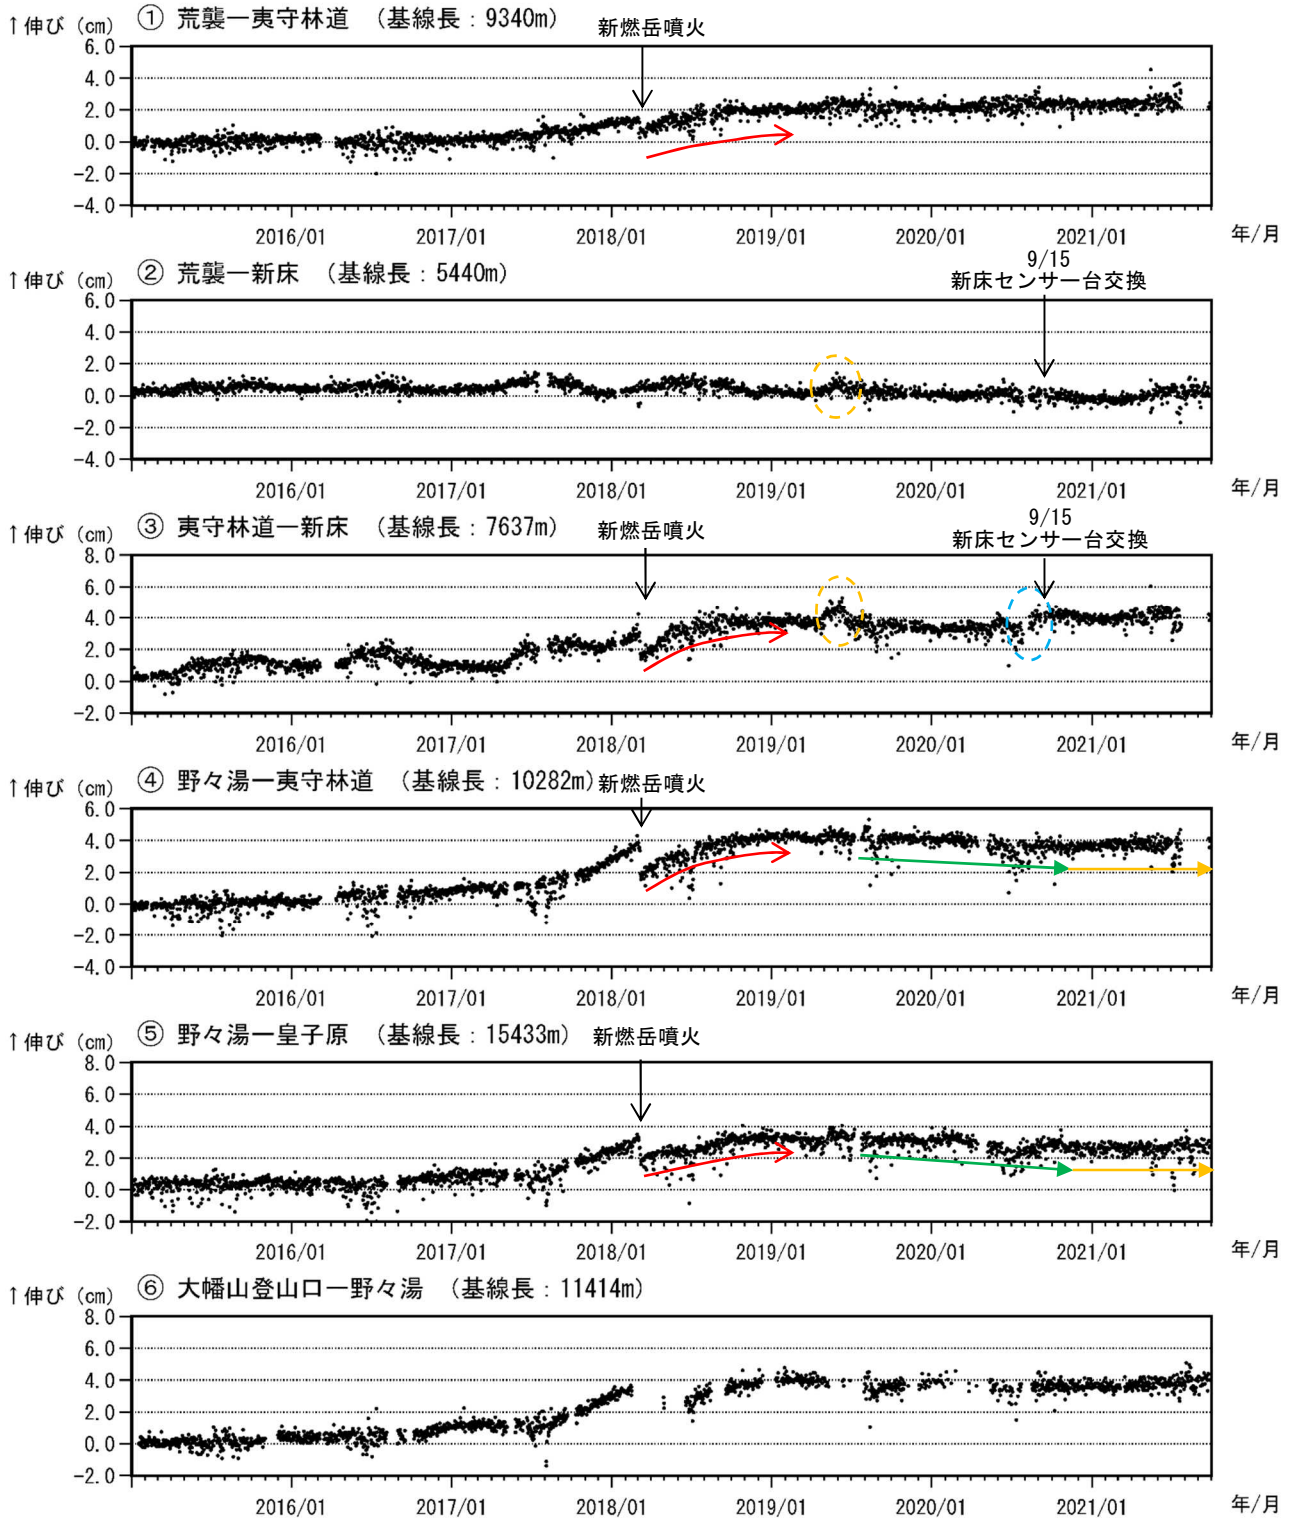 ↑伸び（cm） ① 荒襲－夷守林道 （基線長：9340m） 新燃岳噴火
6.0
4.0
2.0
0.0
-2.0
-4.0
2016/01 2017/01 2018/01 2019/01 2020/01 2021/01 年/月
↑伸び（cm） ② 荒襲－新床 （基線長：5440m）
9/15
新床センサー台交換
6.0
4.0
2.0
0.0
-2.0
-4.0
2016/01 2017/01 2018/01 2019/01 2020/01 2021/01 年/月
↑伸び（cm） ③ 夷守林道－新床 （基線長：7637m） 新燃岳噴火
9/15
新床センサー台交換
8.0
6.0
4.0
2.0
0.0
-2.0
2016/01 2017/01 2018/01 2019/01 2020/01 2021/01 年/月
↑伸び（cm） ④ 野々湯－夷守林道 （基線長：10282m） 新燃岳噴火
6.0
4.0
2.0
0.0
-2.0
-4.0
2016/01 2017/01 2018/01 2019/01 2020/01 2021/01 年/月
↑伸び（cm） ⑤ 野々湯－皇子原 （基線長：15433m） 新燃岳噴火
8.0
6.0
4.0
2.0
0.0
-2.0
2016/01 2017/01 2018/01 2019/01 2020/01 2021/01 年/月
↑伸び（cm） ⑥ 大幡山登山口－野々湯 （基線長：11414m）
8.0
6.0
4.0
2.0
0.0
-2.0
2016/01 2017/01 2018/01 2019/01 2020/01 2021/01 年/月